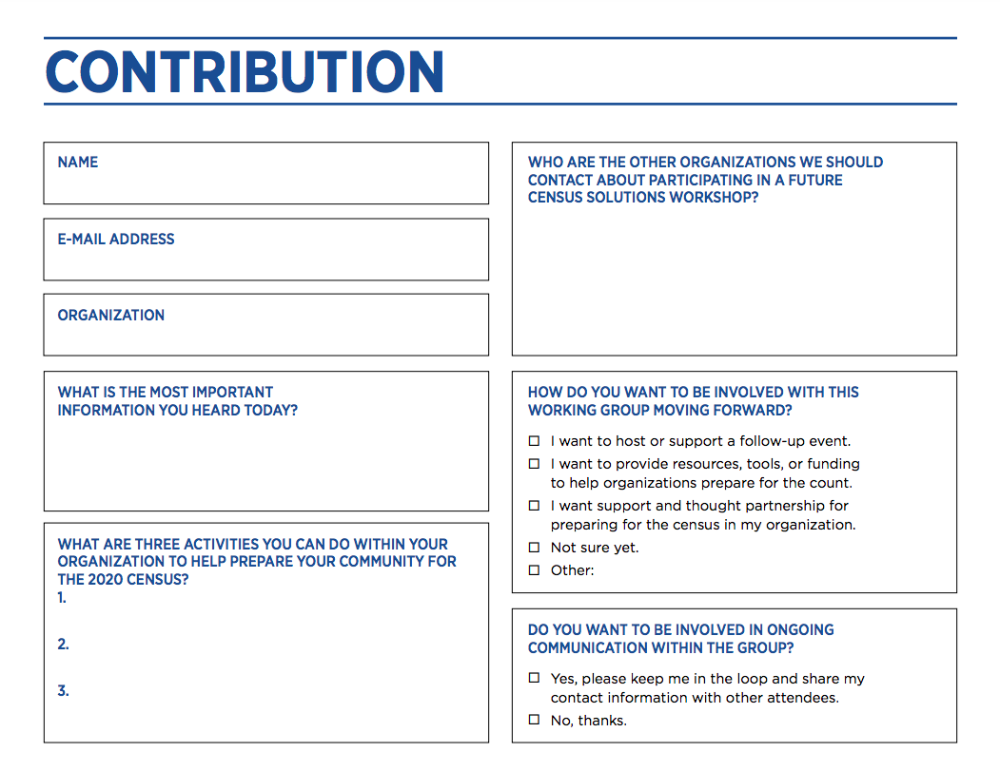 CONTRIBUTION
NAME
E-MAIL ADDRESS
ORGANIZATION
WHAT IS THE MOST IMPORTANT
INFORMATION YOU HEARD TODAY?
WHAT ARE THREE ACTIVITIES YOU CAN DO WITHIN YOUR
ORGANIZATION TO HELP PREPARE YOUR COMMUNITY FOR
THE 2020 CENSUS?
1.
2.
3.
WHO ARE THE OTHER ORGANIZATIONS WE SHOULD
CONTACT ABOUT PARTICIPATING IN A FUTURE
CENSUS SOLUTIONS WORKSHOP?
HOW DO YOU WANT TO BE INVOLVED WITH THIS
WORKING GROUP MOVING FORWARD?
☐ I want to host or support a follow-up event.
☐ I want to provide resources, tools, or funding
to help organizations prepare for the count.
☐ I want support and thought partnership for
preparing for the census in my organization.
☐ Not sure yet.
☐ Other:
DO YOU WANT TO BE INVOLVED IN ONGOING
COMMUNICATION WITHIN THE GROUP?
☐ Yes, please keep me in the loop and share my
contact information with other attendees.
☐ No, thanks.